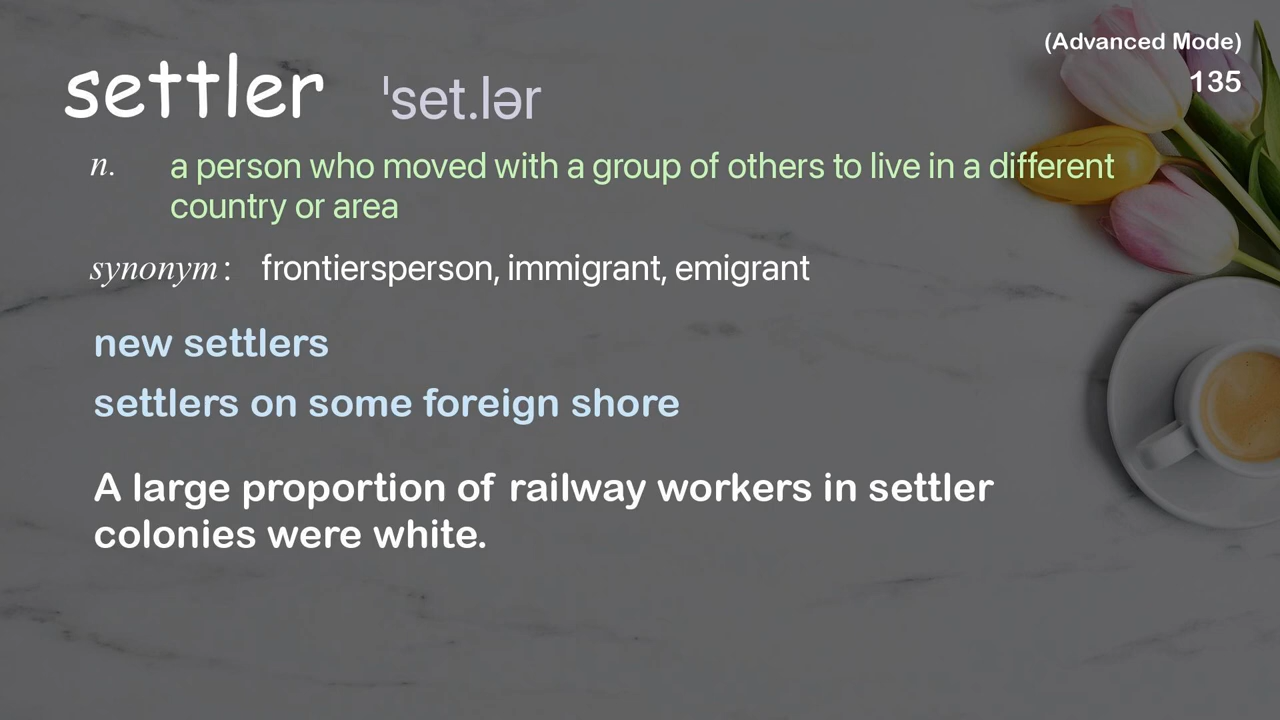 (Advanced Mode)
settler ˈset.lər
135
n. a person who moved with a group of others to live in a different
country or area
synonym : frontiersperson, immigrant, emigrant
new settlers
settlers on some foreign shore
A large proportion of railway workers in settler
colonies were white.